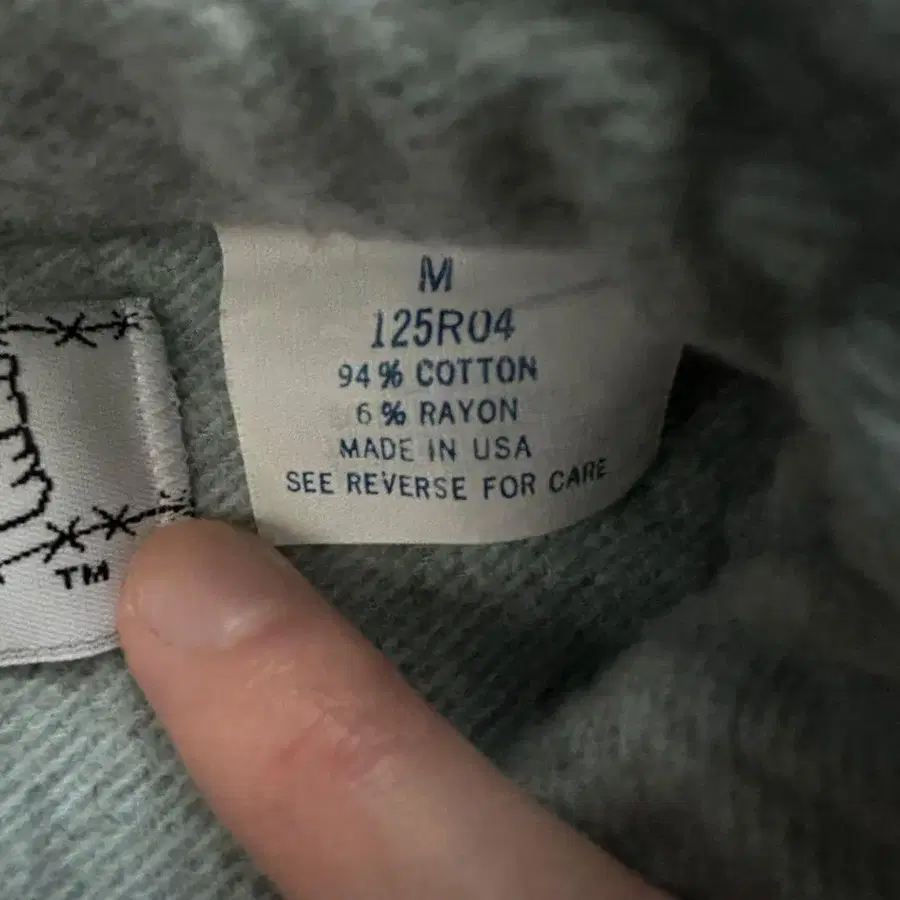 M
125R04
94% COTTON
6% RAYON
MADE IN USA
SEE REVERSE FOR CARE
TM